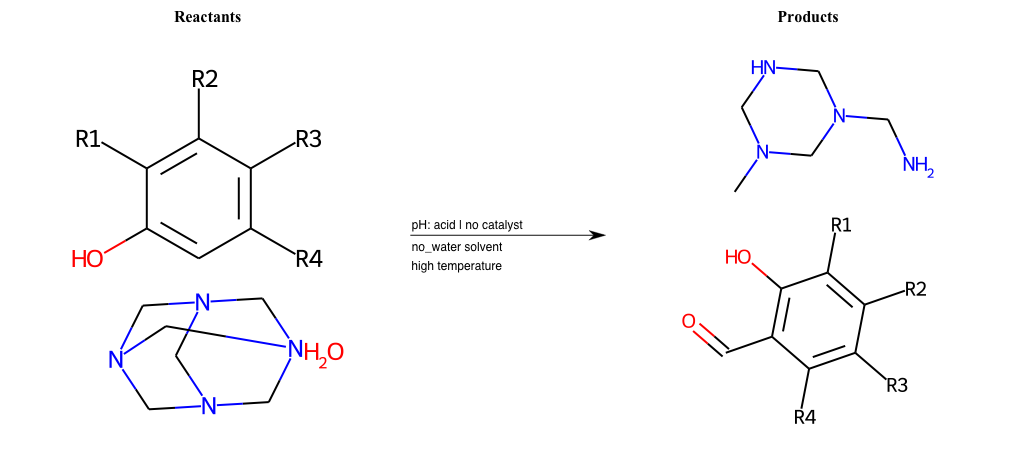 Reactants
Products
R2
R1
R3
HO
R4
N
N
N
N
H2O
pH: acid | no catalyst
no_water solvent
high temperature
HN
N
N
NH2
R1
HO
R2
O
R3
R4